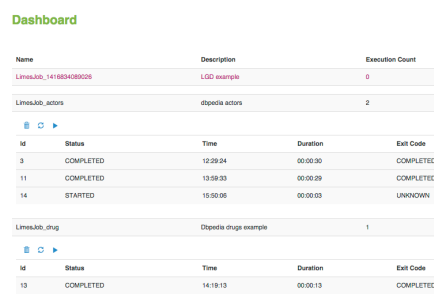 Dashboard
Name Description Execution Count
LimesJob_1416834089026 LGD example 0
LimesJob_actors dbpedia actors 2
Id Status Time Duration Exit Code
3 COMPLETED 12:29:24 00:00:30 COMPLETED
11 COMPLETED 13:59:33 00:00:29 COMPLETED
14 STARTED 15:50:06 00:00:03 UNKNOWN
LimesJob_drug Dbpedia drugs example 1
Id Status Time Duration Exit Code
13 COMPLETED 14:19:13 00:00:13 COMPLETED